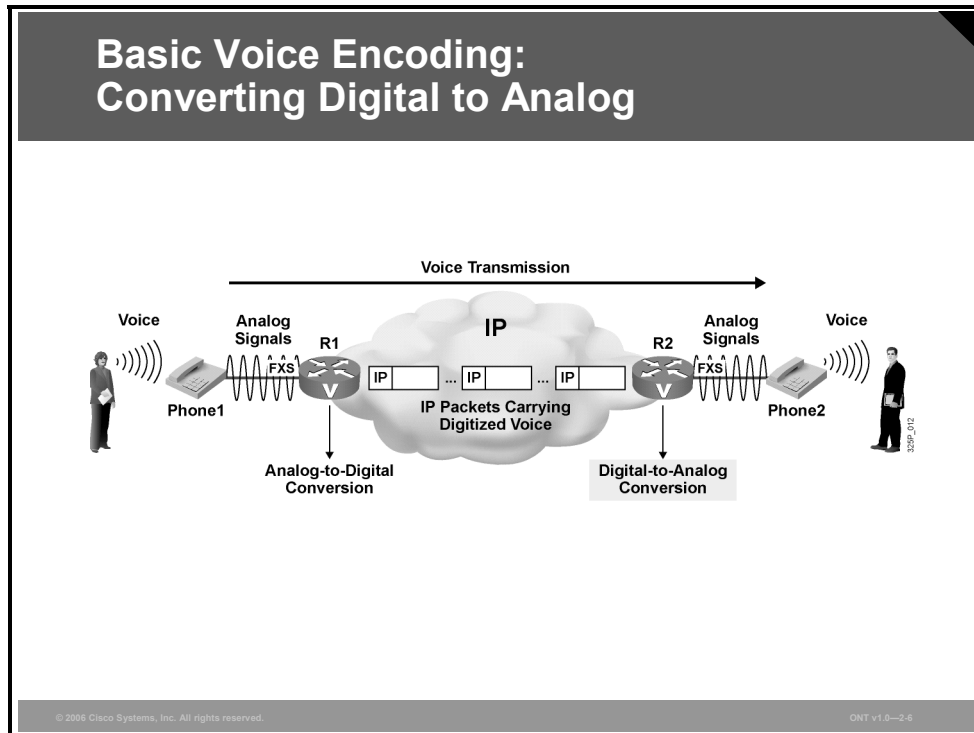 Basic Voice Encoding:
Converting Digital to Analog
Voice Transmission
Voice
Analog
Signals
FXS
R1
IP
R2
Analog
Signals
FXS
Voice
IP
...
IP
...
IP
V
V
Phone1
IP Packets Carrying
Digitized Voice
Phone2
Analog-to-Digital
Conversion
Digital-to-Analog
Conversion
325P_012
© 2006 Cisco Systems, Inc. All rights reserved.
ONT v1.0—2-6